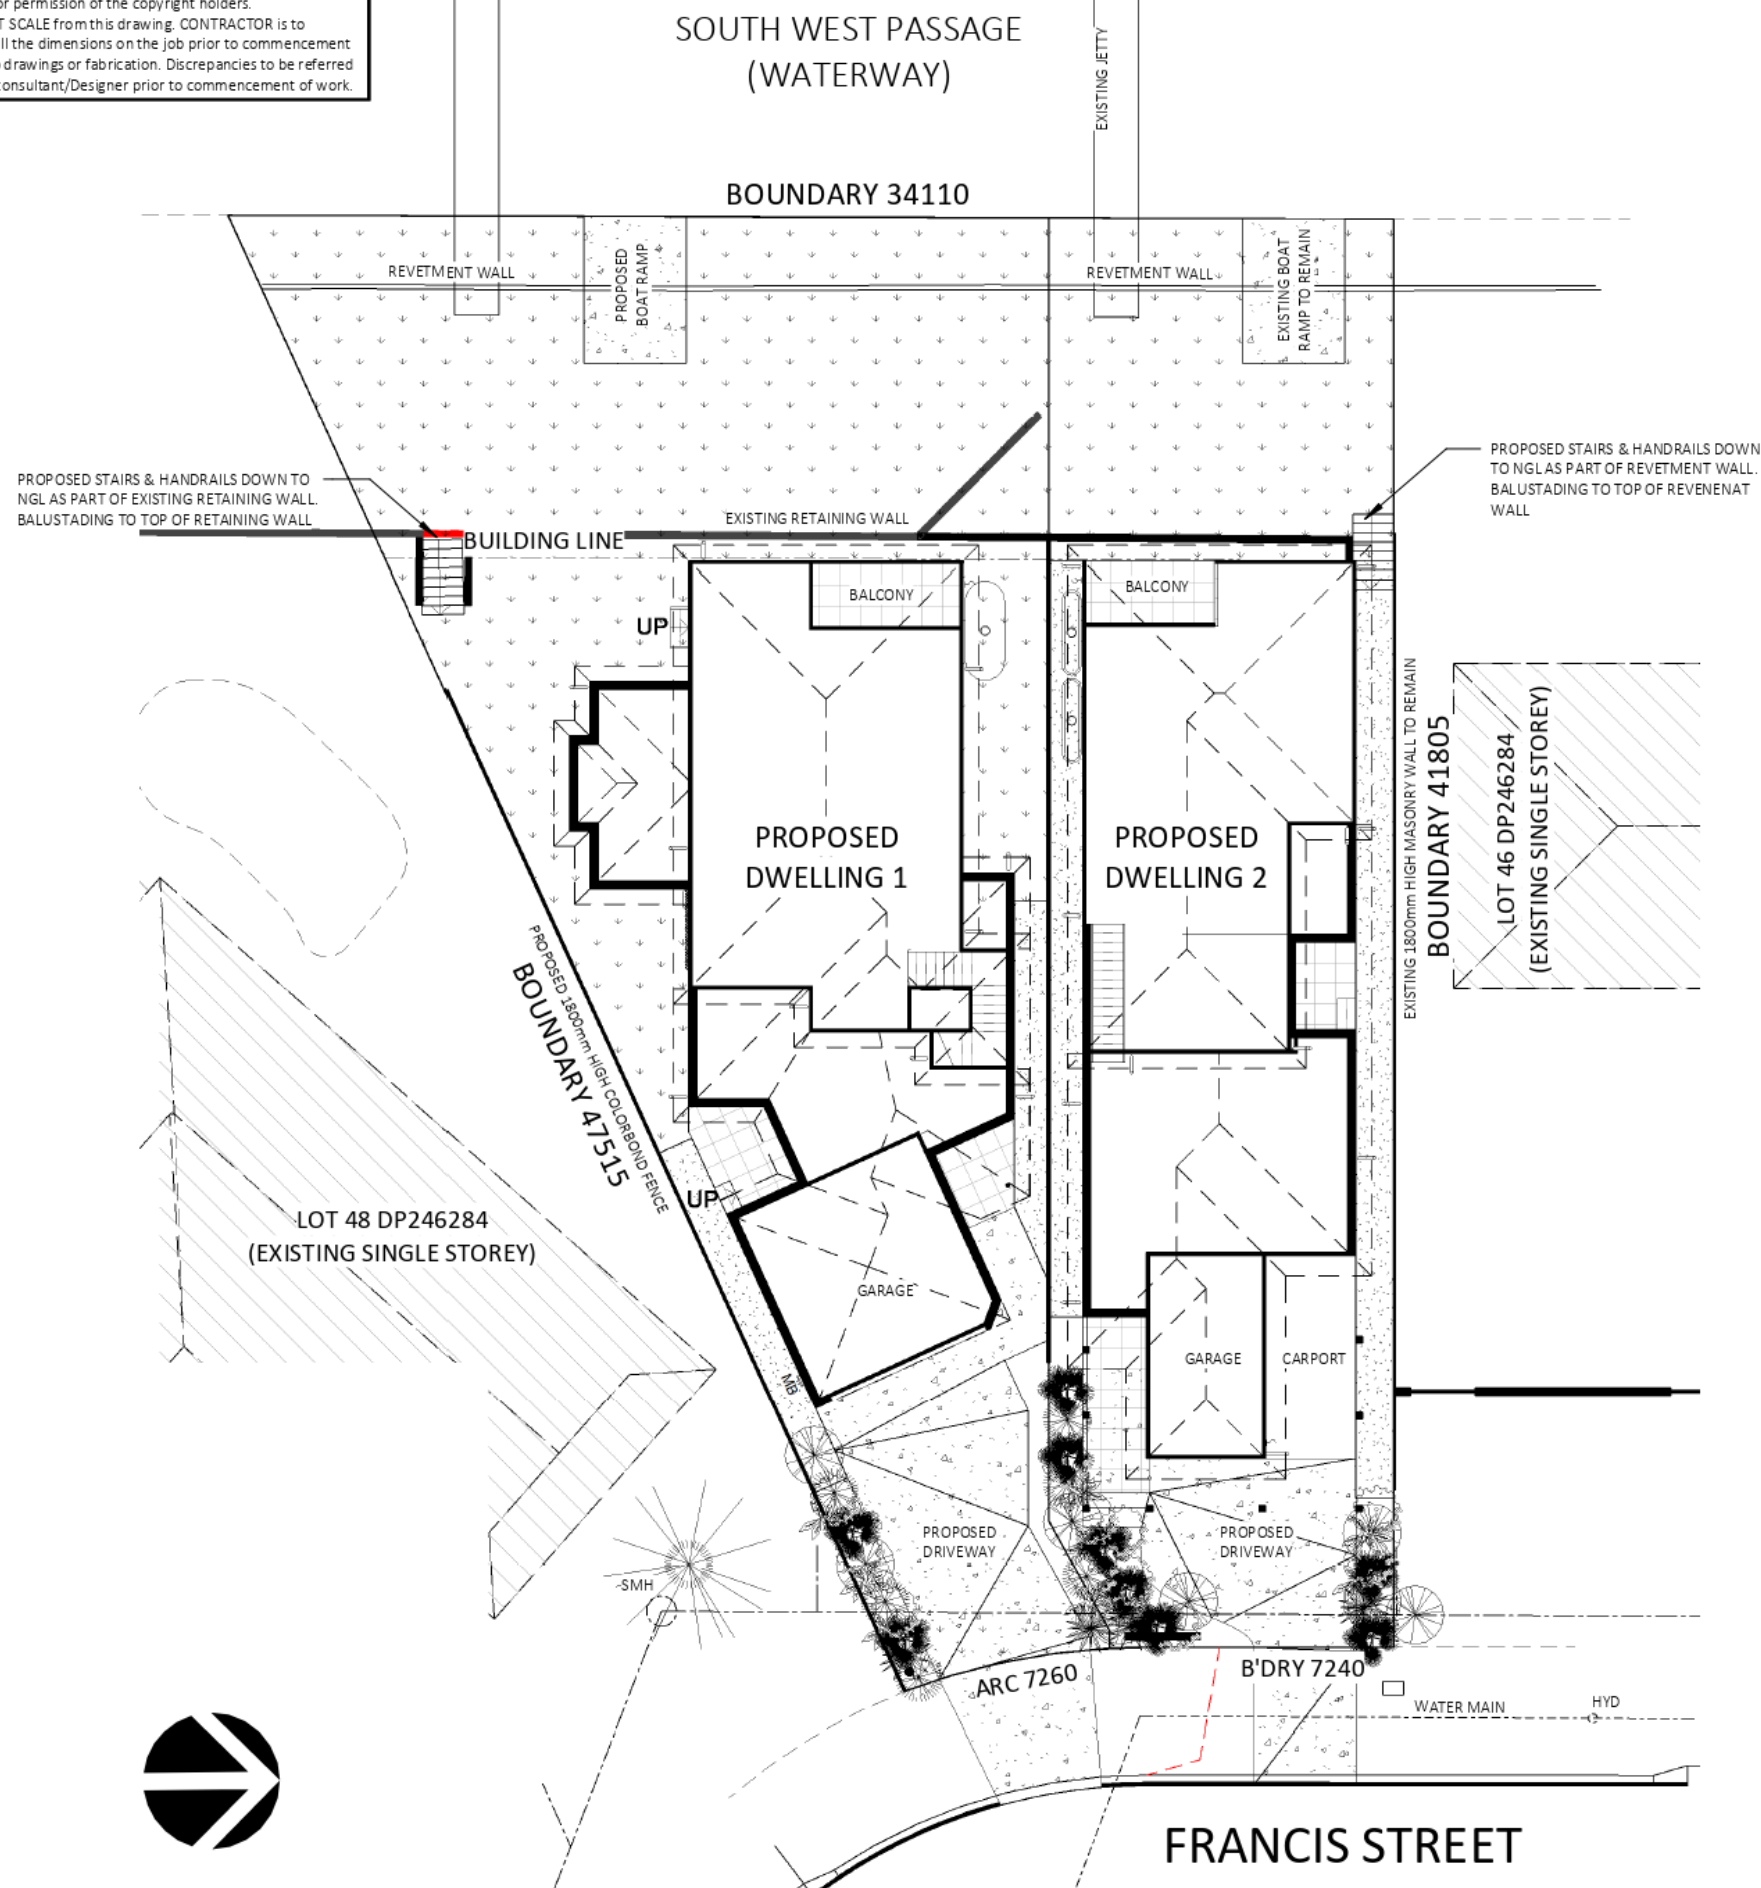 or permission of the copyright holders.
T SCALE from this drawing. CONTRACTOR is to
ll the dimensions on the job prior to commencement
drawings or fabrication. Discrepancies to be referred
onsultant/Designer prior to commencement of work.
SOUTH WEST PASSAGE
(WATERWAY)
EXISTING JETTY
BOUNDARY 34110
REVETMENT WALL
PROPOSED
BOAT RAMP
REVETMENT WALL
EXISTING BOAT
RAMP TO REMAIN
PROPOSED STAIRS & HANDRAILS DOWN TO
NGL AS PART OF EXISTING RETAINING WALL.
BALUSTADING TO TOP OF RETAINING WALL
PROPOSED STAIRS & HANDRAILS DOWN
TO NGL AS PART OF REVETMENT WALL.
BALUSTADING TO TOP OF REVENENAT
WALL
EXISTING RETAINING WALL
BUILDING LINE
BALCONY
BALCONY
UP
PROPOSED
DWELLING 1
PROPOSED
DWELLING 2
EXISTING 1800mm HIGH MASONRY WALL TO REMAIN
BOUNDARY 41805
LOT 46 DP246284
(EXISTING SINGLE STOREY)
PROPOSED 1800mm HIGH COLORBOND FENCE
BOUNDARY 47515
UP
LOT 48 DP246284
(EXISTING SINGLE STOREY)
GARAGE
GARAGE
CARPORT
MB
PROPOSED
DRIVEWAY
PROPOSED
DRIVEWAY
SMH
ARC 7260
B'DRY 7240
WATER MAIN
HYD
FRANCIS STREET